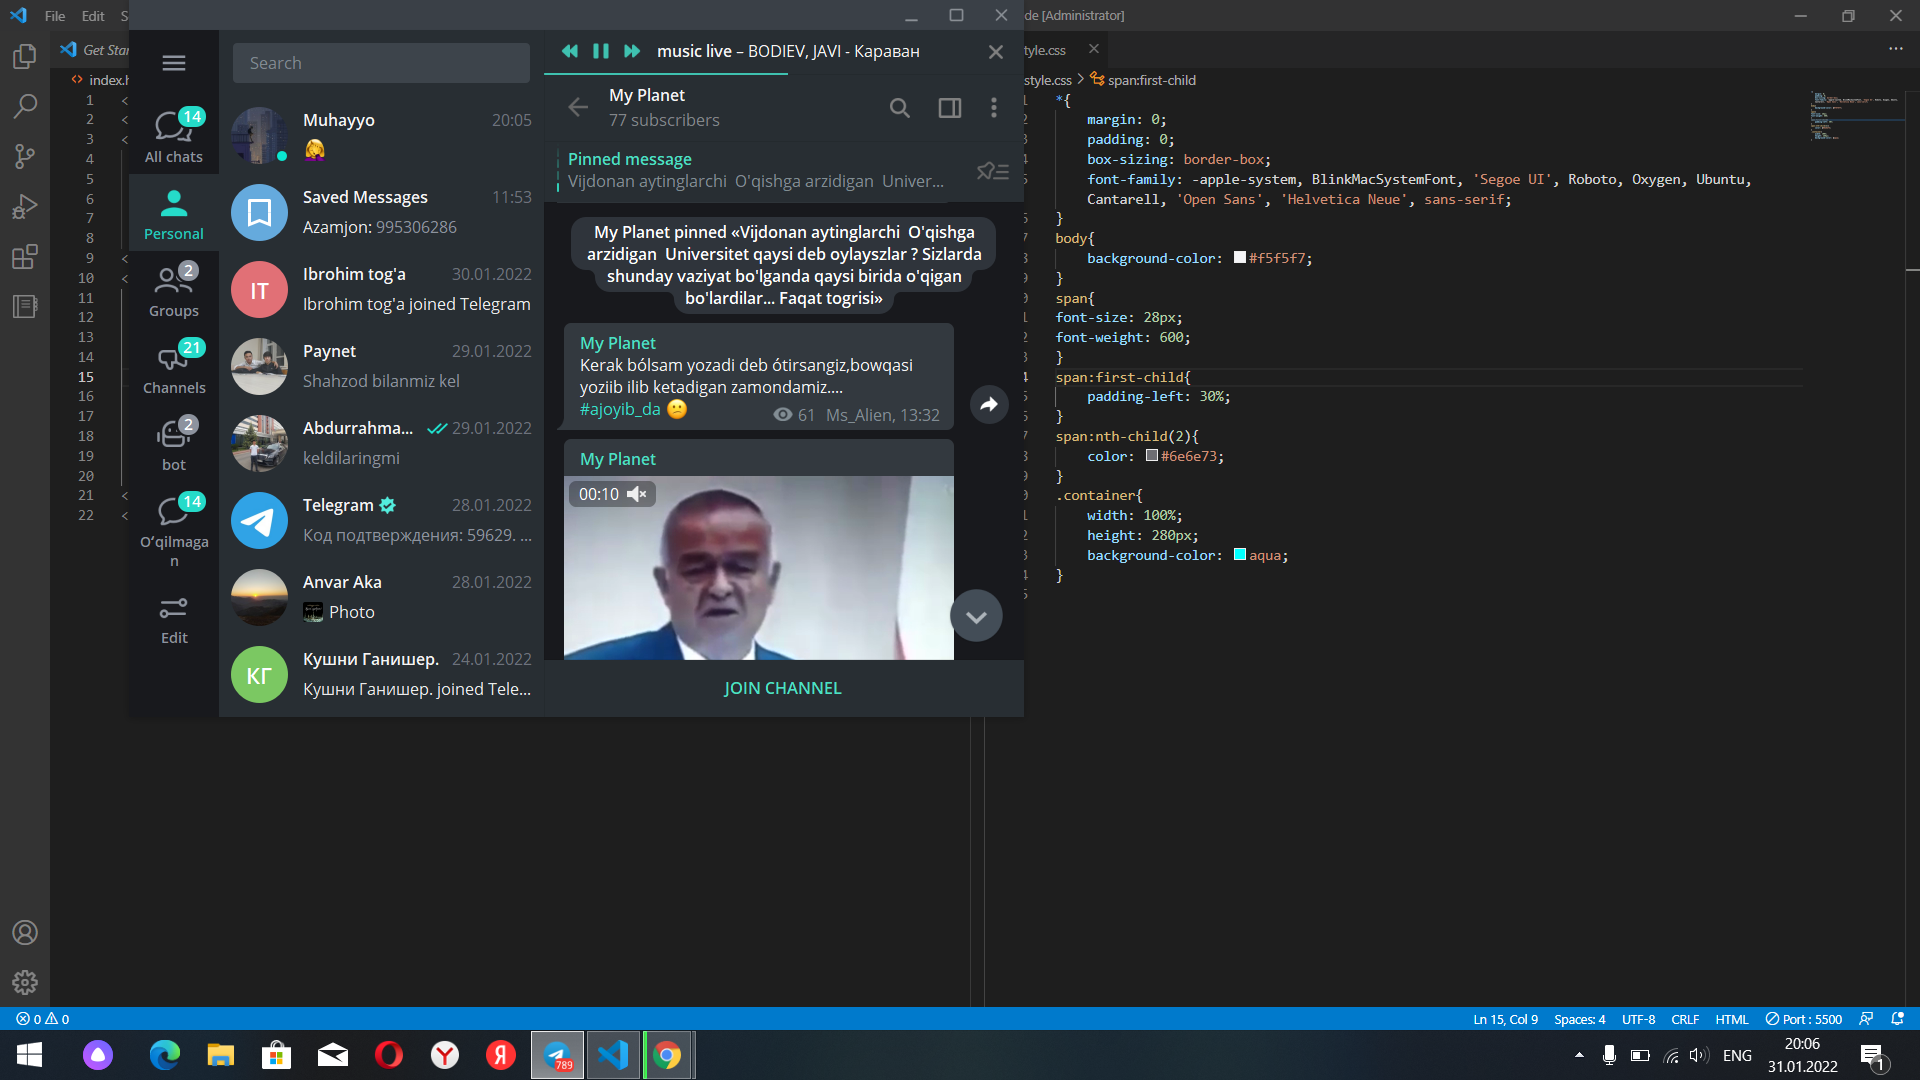 File Edit S
de [Administrator]
Get Star
tyle.css
index.h
style.css > span:first-child
1
2
3
4
5
6
7
8
9
10
11
12
13
14
15
16
17
18
19
20
21
22
14
All chats
Personal
2
Groups
21
Channels
2
bot
14
Oʻqilmaga
n
Edit
Search
Muhayyo 20:05
🤦‍♀️
Saved Messages 11:53
Azamjon: 995306286
IT
Ibrohim tog'a 30.01.2022
Ibrohim tog'a joined Telegram
Paynet 29.01.2022
Shahzod bilanmiz kel
Abdurrahma... 29.01.2022
keldilaringmi
Telegram 28.01.2022
Код подтверждения: 59629. ...
Anvar Aka 28.01.2022
Photo
КГ
Кушни Ганишер. 24.01.2022
Кушни Ганишер. joined Tele...
music live – BODIEV, JAVI - Караван
My Planet
77 subscribers
Pinned message
Vijdonan aytinglarchi O'qishga arzidigan Univer...
My Planet pinned «Vijdonan aytinglarchi O'qishga
arzidigan Universitet qaysi deb oylayszlar ? Sizlarda
shunday vaziyat bo'lganda qaysi birida o'qigan
bo'lardilar... Faqat togrisi»
My Planet
Kerak bólsam yozadi deb ótirsangiz,bowqasi
yoziib ilib ketadigan zamondamiz....
#ajoyib_da 😕 61 Ms_Alien, 13:32
My Planet
00:10
JOIN CHANNEL
*{
margin: 0;
padding: 0;
box-sizing: border-box;
font-family: -apple-system, BlinkMacSystemFont, 'Segoe UI', Roboto, Oxygen, Ubuntu,
Cantarell, 'Open Sans', 'Helvetica Neue', sans-serif;
}
body{
background-color: #f5f5f7;
}
span{
font-size: 28px;
font-weight: 600;
}
span:first-child{
padding-left: 30%;
}
span:nth-child(2){
color: #6e6e73;
}
.container{
width: 100%;
height: 280px;
background-color: aqua;
}
0 0
Ln 15, Col 9 Spaces: 4 UTF-8 CRLF HTML Port : 5500
Я
789
ENG
20:06
31.01.2022
1